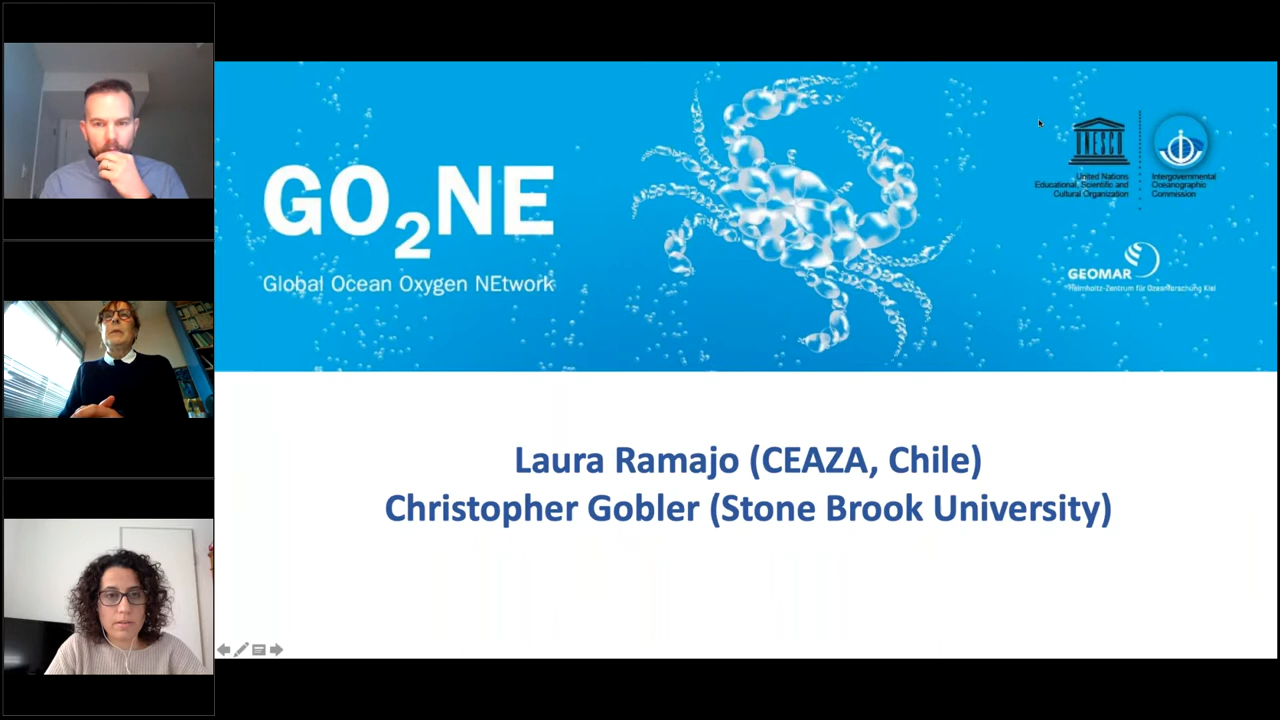 GO2NE
Global Ocean Oxygen NEtwork
UNESCO
United Nations
Educational, Scientific and
Cultural Organization
Intergovernmental
Oceanographic
Commission
GEOMAR
Helmholtz-Zentrum für Ozeanforschung Kiel
Laura Ramajo (CEAZA, Chile)
Christopher Gobler (Stone Brook University)